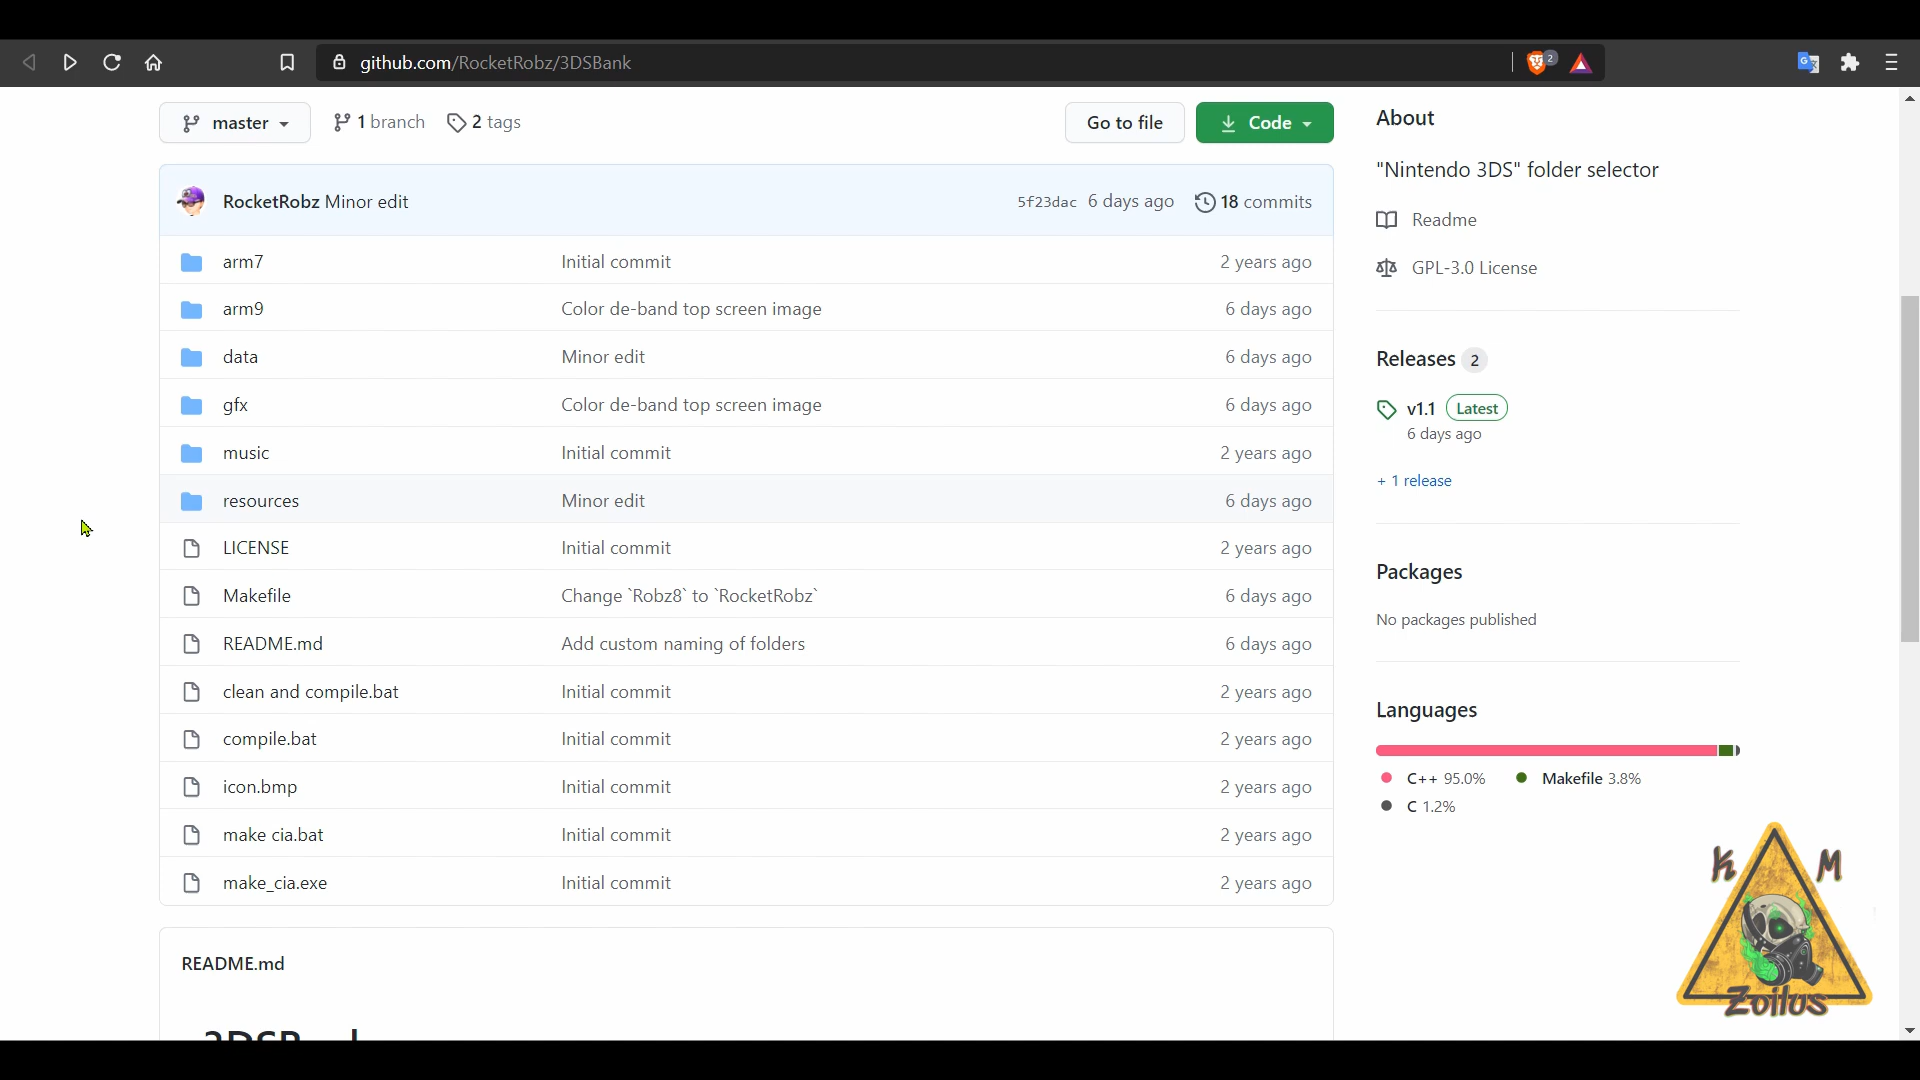 github.com/RocketRobz/3DSBank
2
master
1 branch
2 tags
Go to file
Code
RocketRobz Minor edit
5f23dac 6 days ago
18 commits
arm7 Initial commit 2 years ago
arm9 Color de-band top screen image 6 days ago
data Minor edit 6 days ago
gfx Color de-band top screen image 6 days ago
music Initial commit 2 years ago
resources Minor edit 6 days ago
LICENSE Initial commit 2 years ago
Makefile Change `Robz8` to `RocketRobz` 6 days ago
README.md Add custom naming of folders 6 days ago
clean and compile.bat Initial commit 2 years ago
compile.bat Initial commit 2 years ago
icon.bmp Initial commit 2 years ago
make cia.bat Initial commit 2 years ago
make_cia.exe Initial commit 2 years ago
README.md
3DSBank
About
"Nintendo 3DS" folder selector
Readme
GPL-3.0 License
Releases 2
v1.1 Latest
6 days ago
+ 1 release
Packages
No packages published
Languages
C++ 95.0% Makefile 3.8%
C 1.2%
K M
Zoilus